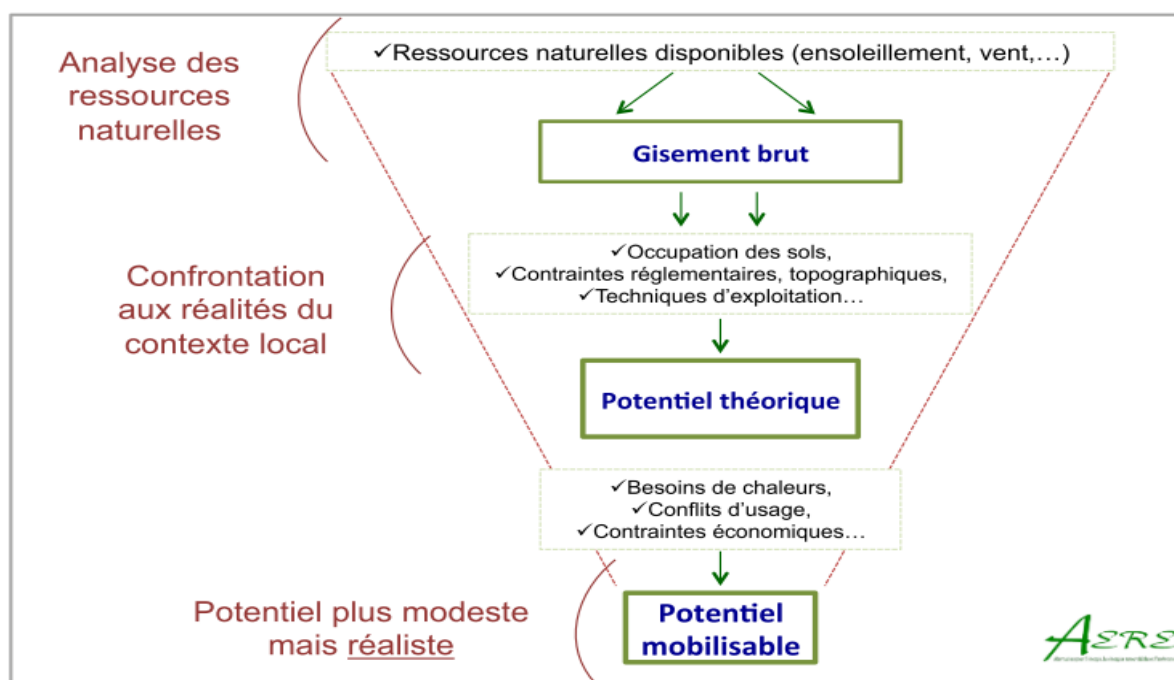 Analyse des
ressources
naturelles
✓Ressources naturelles disponibles (ensoleillement, vent,…)
Gisement brut
Confrontation
aux réalités du
contexte local
✓Occupation des sols,
✓Contraintes réglementaires, topographiques,
✓Techniques d'exploitation…
Potentiel théorique
✓Besoins de chaleurs,
✓Conflits d'usage,
✓Contraintes économiques…
Potentiel plus modeste
mais réaliste
Potentiel
mobilisable
AERE